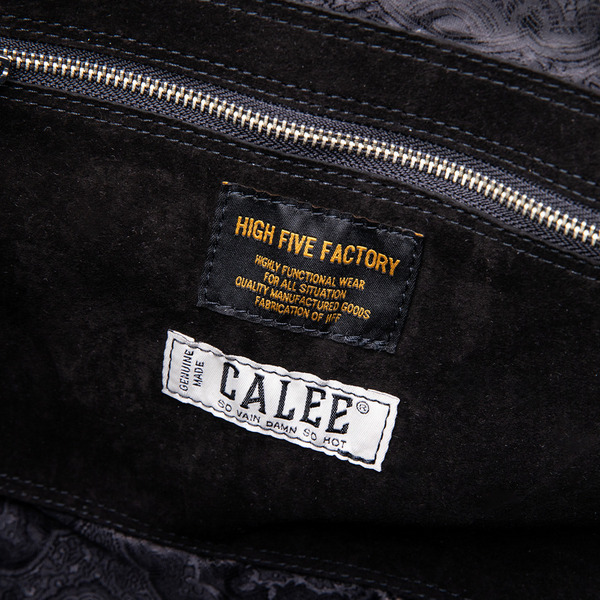 HIGH FIVE FACTORY
HIGHLY FUNCTIONAL WEAR
FOR ALL SITUATION
QUALITY MANUFACTURED GOODS
FABRICATION OF JEF
GENUINE
MADE
CALEE®
SO VAIN DAMN SO HOT